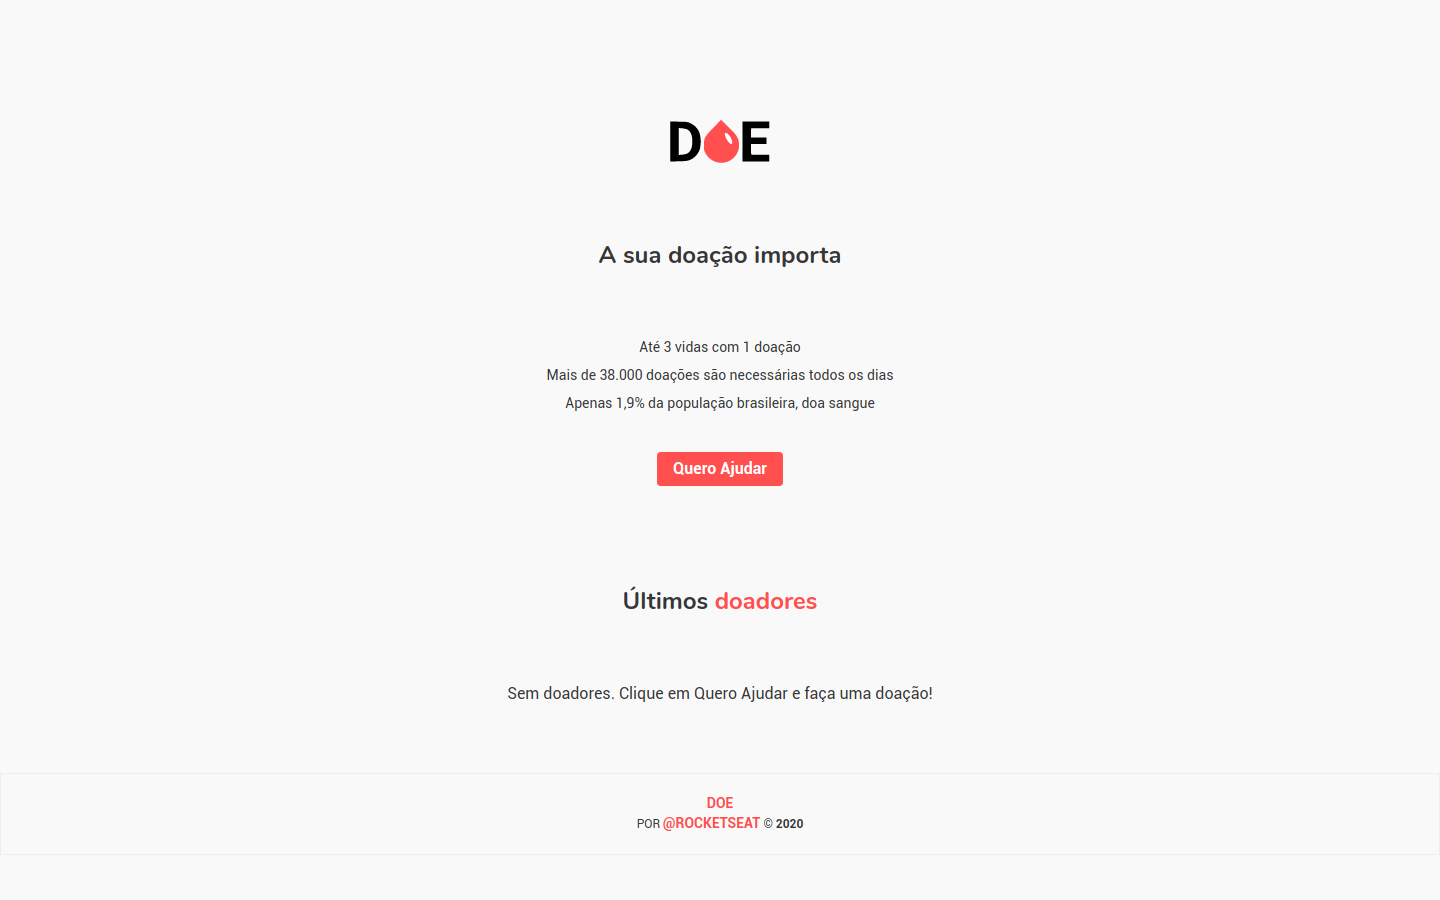 DOE
A sua doação importa
Até 3 vidas com 1 doação
Mais de 38.000 doações são necessárias todos os dias
Apenas 1,9% da população brasileira, doa sangue
Quero Ajudar
Últimos doadores
Sem doadores. Clique em Quero Ajudar e faça uma doação!
DOE
POR @ROCKETSEAT © 2020